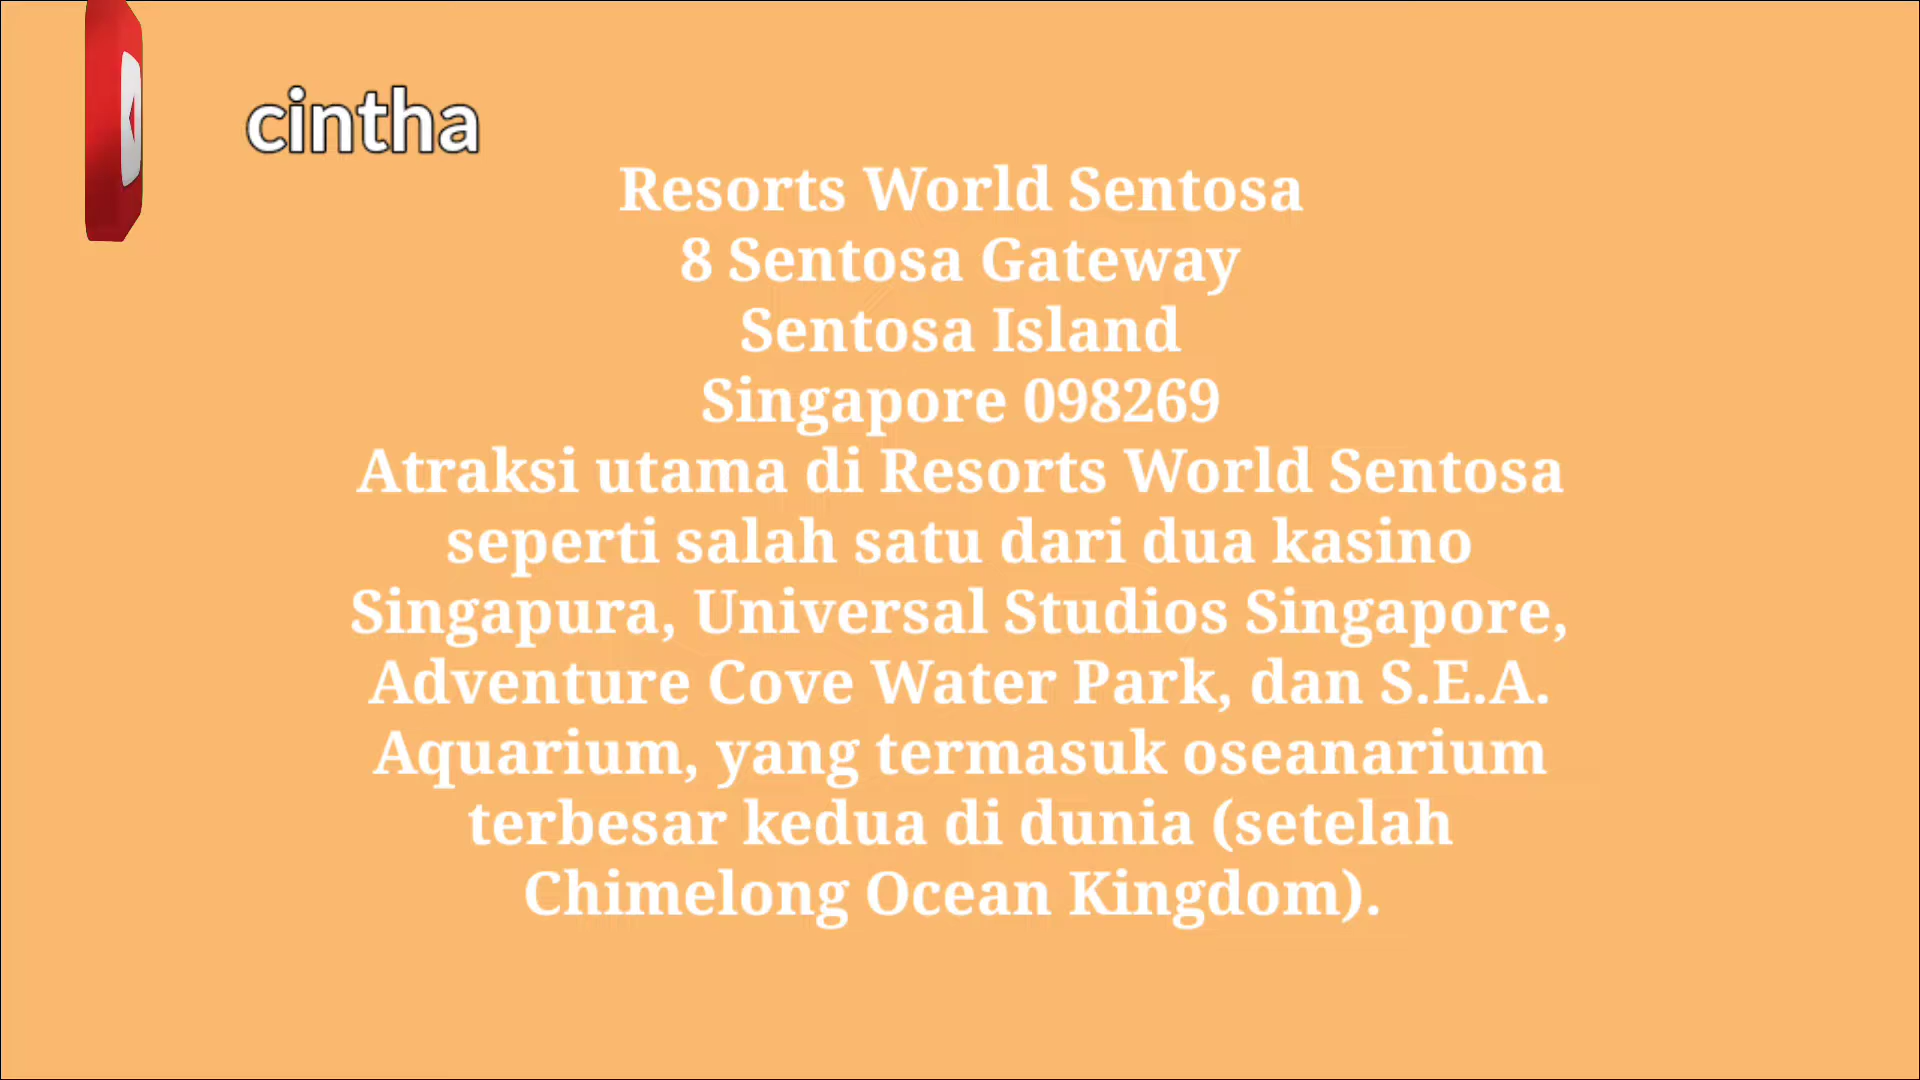 cintha
Resorts World Sentosa
8 Sentosa Gateway
Sentosa Island
Singapore 098269
Atraksi utama di Resorts World Sentosa
seperti salah satu dari dua kasino
Singapura, Universal Studios Singapore,
Adventure Cove Water Park, dan S.E.A.
Aquarium, yang termasuk oseanarium
terbesar kedua di dunia (setelah
Chimelong Ocean Kingdom).